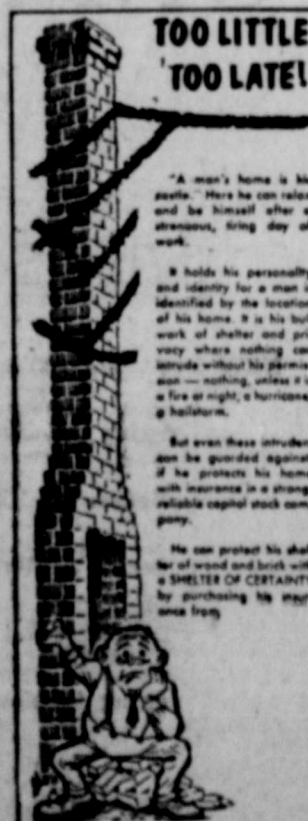 TOO LITTLE
TOO LATE!
"A man's home is his
castle." Here he can relax
and be himself after a
strenuous, tiring day of
work.
It holds his personality
and identity for a man is
identified by the location
of his home. It is his bul
work of shelter and pri
vacy where nothing can
intrude without his permis
sion — nothing, unless it is
a fire at night, a hurricane,
a hailstorm.
But even these intruders
can be guarded against
if he protects his home
with insurance in a strong
reliable capitol stock com
pany.
He can protect his shel
ter of wood and brick with
a SHELTER OF CERTAINTY
by purchasing his insur
ance from